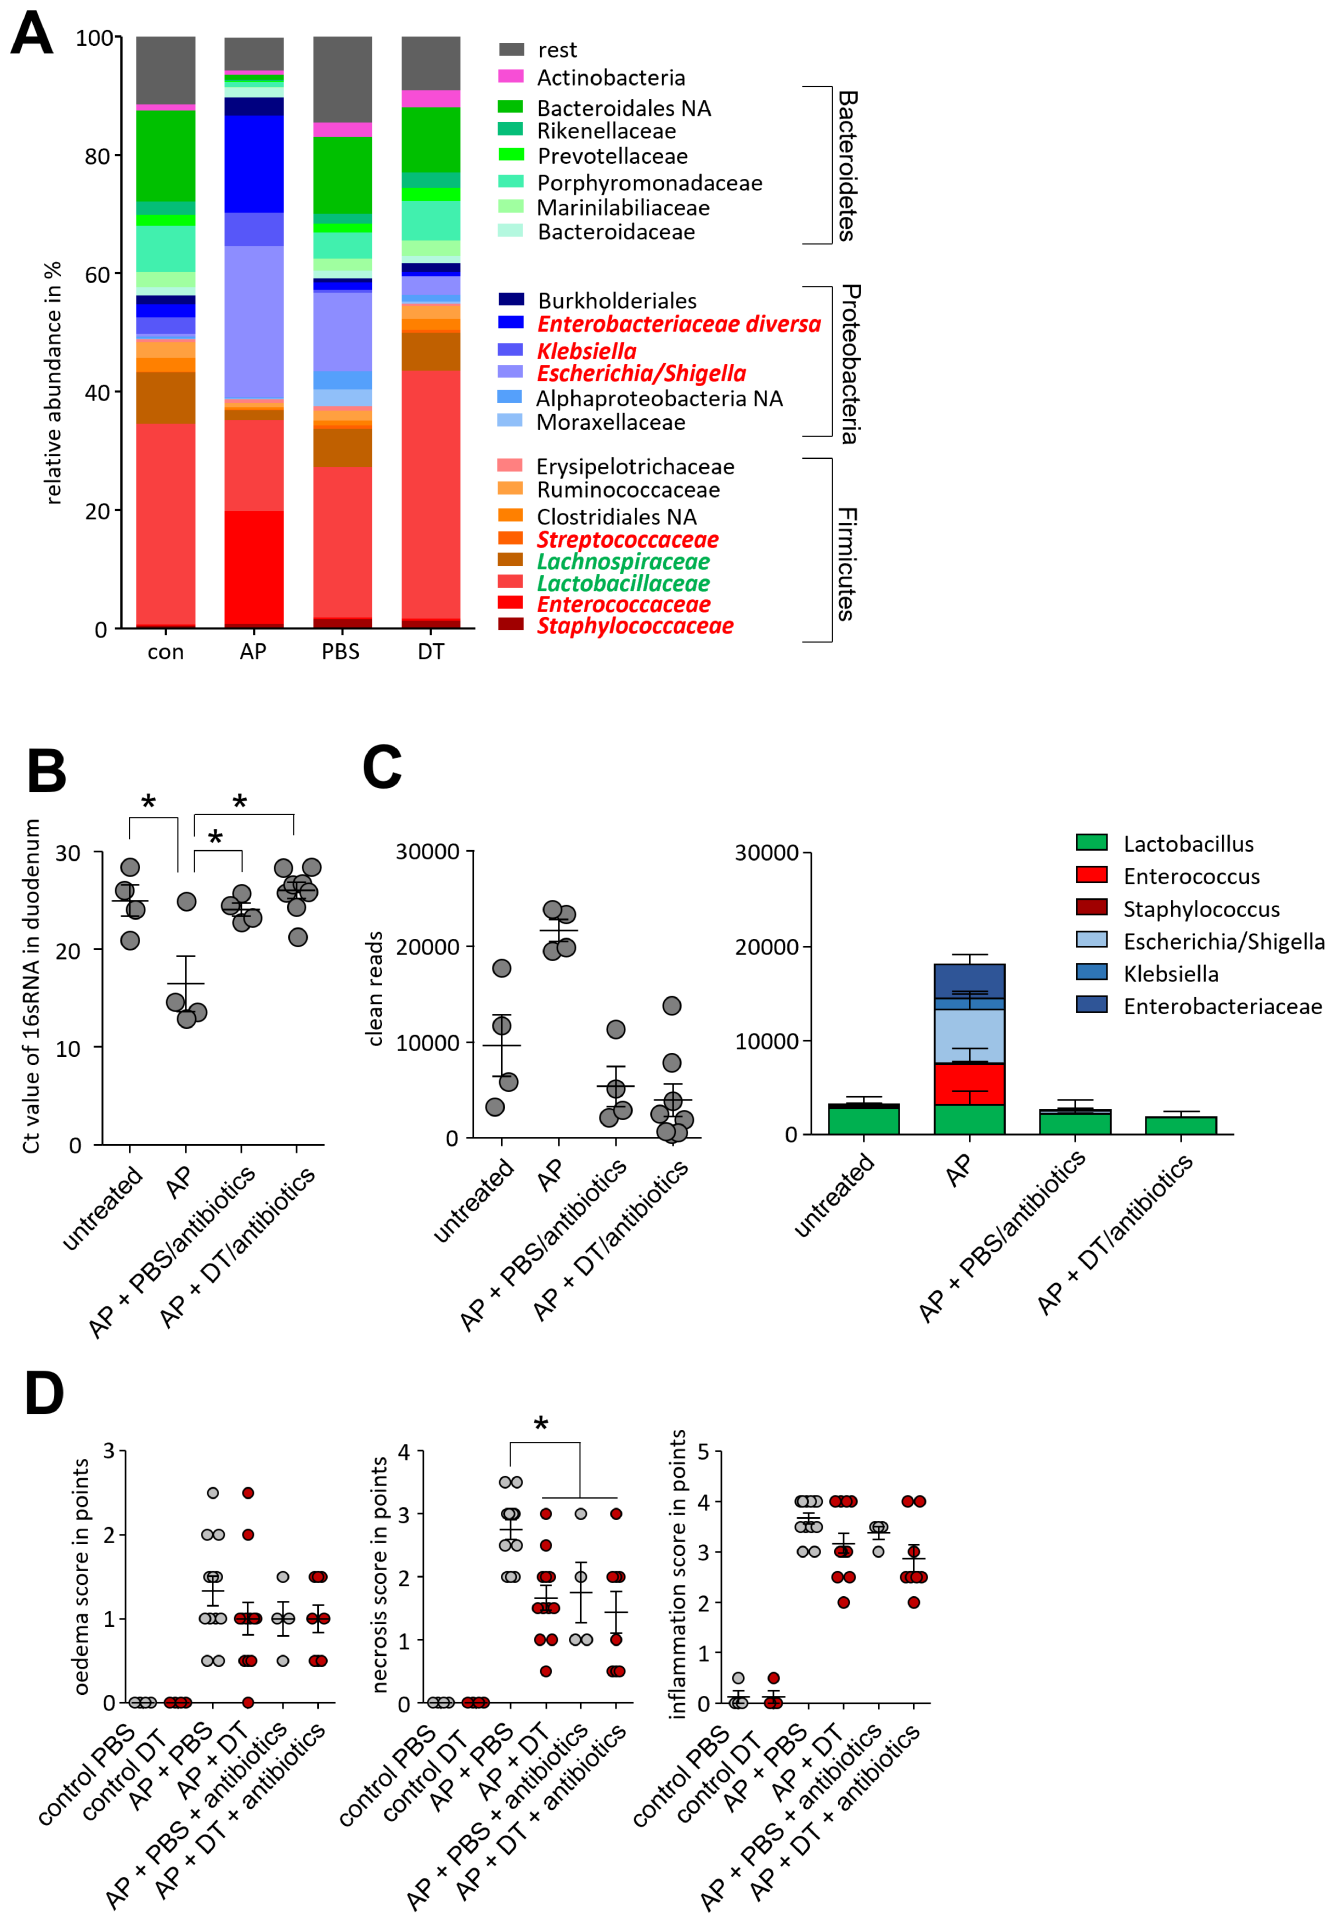 A
relative abundance in %
100
80
60
40
20
0
con
AP
PBS
DT
rest
Actinobacteria
Bacteroidales NA
Rikenellaceae
Prevotellaceae
Porphyromonadaceae
Marinilabiliaceae
Bacteroidaceae
Bacteroidetes
Burkholderiales
Enterobacteriaceae diversa
Klebsiella
Escherichia/Shigella
Alphaproteobacteria NA
Moraxellaceae
Proteobacteria
Erysipelotrichaceae
Ruminococcaceae
Clostridiales NA
Streptococcaceae
Lachnospiraceae
Lactobacillaceae
Enterococcaceae
Staphylococcaceae
Firmicutes
B
Ct value of 16sRNA in duodenum
30
20
10
0
*
*
*
untreated
AP
AP + PBS/antibiotics
AP + DT/antibiotics
C
clean reads
30000
20000
10000
0
untreated
AP
AP + PBS/antibiotics
AP + DT/antibiotics
30000
20000
10000
0
untreated
AP
AP + PBS/antibiotics
AP + DT/antibiotics
Lactobacillus
Enterococcus
Staphylococcus
Escherichia/Shigella
Klebsiella
Enterobacteriaceae
D
oedema score in points
3
2
1
0
control PBS
control DT
AP + PBS
AP + DT
AP + PBS + antibiotics
AP + DT + antibiotics
necrosis score in points
4
3
2
1
0
*
control PBS
control DT
AP + PBS
AP + DT
AP + PBS + antibiotics
AP + DT + antibiotics
inflammation score in points
5
4
3
2
1
0
control PBS
control DT
AP + PBS
AP + DT
AP + PBS + antibiotics
AP + DT + antibiotics